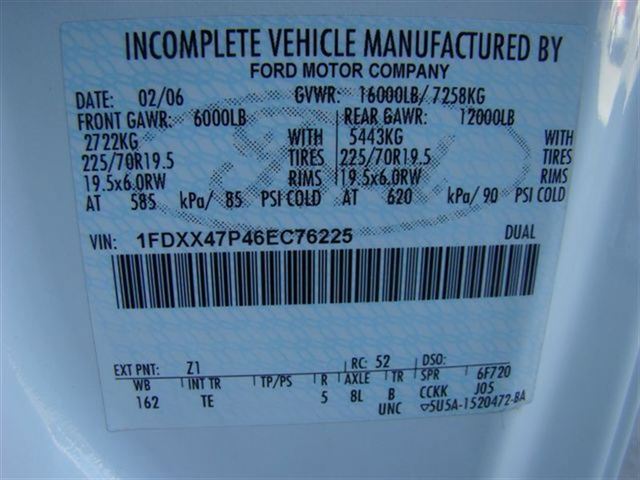 INCOMPLETE VEHICLE MANUFACTURED BY
FORD MOTOR COMPANY
DATE: 02/06 GVWR: 16000LB/ 7258KG
FRONT GAWR: 6000LB REAR GAWR: 12000LB
2722KG WITH 5443KG WITH
225/70R19.5 TIRES 225/70R19.5 TIRES
19.5x6.0RW RIMS 19.5x6.0RW RIMS
AT 585 kPa/ 85 PSI COLD AT 620 kPa/ 90 PSI COLD
VIN: 1FDXX47P46EC76225 DUAL
EXT PNT: Z1 RC: 52 DSO:
WB INT TR TP/PS R AXLE TR SPR 6F720
162 TE 5 8L B CCKK J05
UNC ▽5U5A-1520472-BA